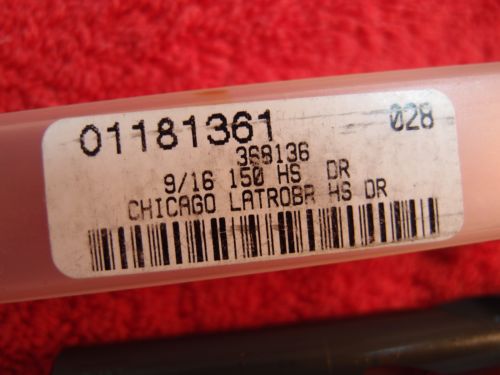 01181361 028
368136
9/16 150 HS DR
CHICAGO LATROBR HS DR